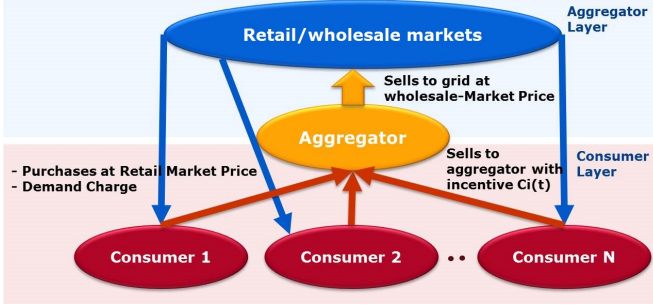 Aggregator
Layer
Retail/wholesale markets
Sells to grid at
wholesale-Market Price
Aggregator
- Purchases at Retail Market Price
- Demand Charge
Sells to
aggregator with
incentive Ci(t)
Consumer
Layer
Consumer 1
Consumer 2
..
Consumer N